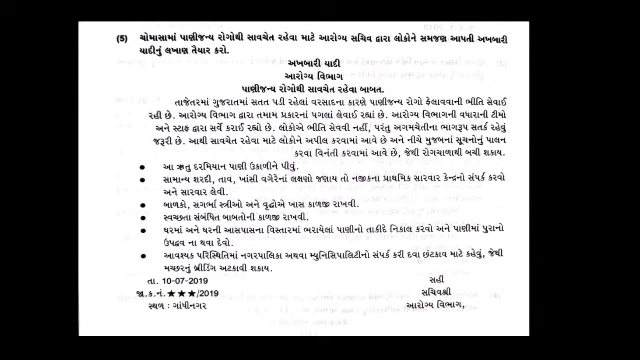 (5) ચોમાસામાં પાણીજન્ય રોગોથી સાવચેત રહેવા માટે આરોગ્ય સચિવ દ્વારા લોકોને સમજણ આપતી અખબારી
યાદીનું લખાણ તૈયાર કરો.
અખબારી યાદી
આરોગ્ય વિભાગ
પાણીજન્ય રોગોથી સાવચેત રહેવા બાબત.
તાજેતરમાં ગુજરાતમાં સતત પડી રહેલાં વરસાદના કારણે પાણીજન્ય રોગો ફેલાવવાની ભીતિ સેવાઈ
રહી છે. આરોગ્ય વિભાગ દ્વારા તમામ પ્રકારનાં પગલાં લેવાઈ રહ્યાં છે. આરોગ્ય વિભાગની વધારાની ટીમો
અને સ્ટાફ દ્વારા સર્વે કરાઈ રહ્યો છે. લોકોએ ભીતિ સેવવી નહીં, પરંતુ અગમચેતીના ભાગરૂપ સતર્ક રહેવું
જરૂરી છે. આથી સાવચેત રહેવા માટે લોકોને અપીલ કરવામાં આવે છે અને નીચે મુજબનાં સૂચનોનું પાલન
કરવા વિનંતી કરવામાં આવે છે, જેથી રોગચાળાથી બચી શકાય.
• આ ઋતુ દરમિયાન પાણી ઉકાળીને પીવું.
• સામાન્ય શરદી, તાવ, ખાંસી વગેરેનાં લક્ષણો જણાય તો નજીકના પ્રાથમિક સારવાર કેન્દ્રનો સંપર્ક કરવો
અને સારવાર લેવી.
• બાળકો, સગર્ભા સ્ત્રીઓ અને વૃદ્ધોએ ખાસ કાળજી રાખવી.
• સ્વચ્છતા સંબંધિત બાબતોની કાળજી રાખવી.
• ઘરમાં અને ઘરની આસપાસના વિસ્તારમાં ભરાયેલાં પાણીનો તાકીદે નિકાલ કરવો અને પાણીમાં પુરાનો
ઉપદ્રવ ના થવા દેવો.
• આવશ્યક પરિસ્થિતિમાં નગરપાલિકા અથવા મ્યુનિસિપાલિટીનો સંપર્ક કરી દવા છંટકાવ માટે કહેવું, જેથી
મચ્છરનું બ્રીડિંગ અટકાવી શકાય.
તા. 10-07-2019 સહી
જા.ક.નં. ★★★/2019 સચિવશ્રી
સ્થળ : ગાંધીનગર આરોગ્ય વિભાગ,